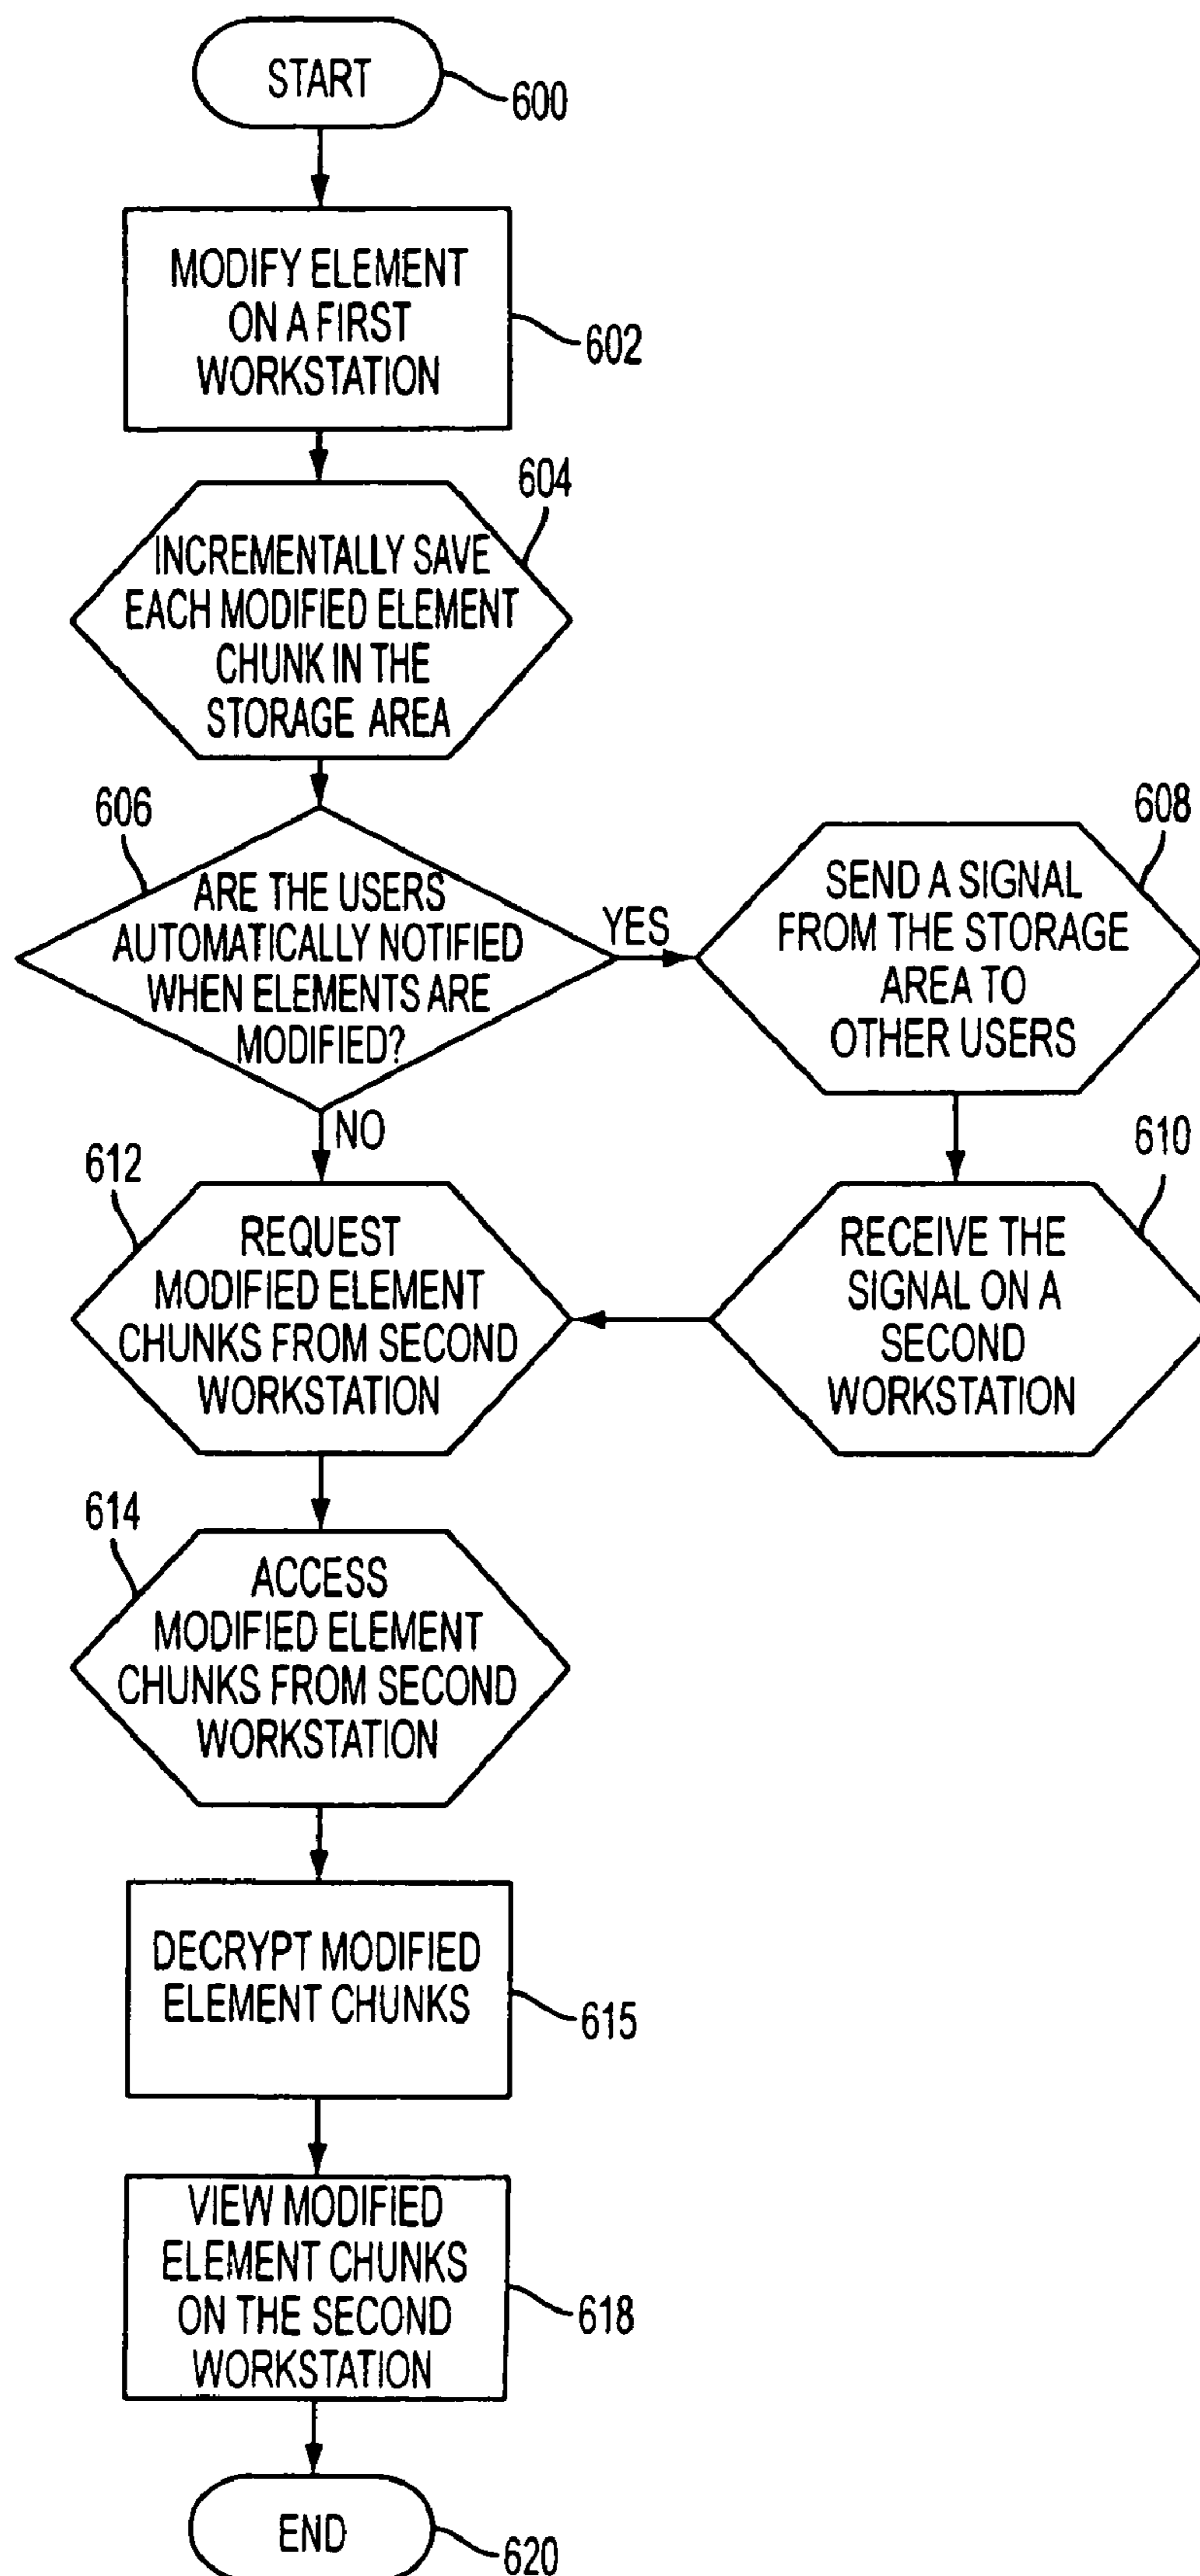 START
600
MODIFY ELEMENT
ON A FIRST
WORKSTATION
602
604
INCREMENTALLY SAVE
EACH MODIFIED ELEMENT
CHUNK IN THE
STORAGE AREA
606
ARE THE USERS
AUTOMATICALLY NOTIFIED
WHEN ELEMENTS ARE
MODIFIED?
YES
608
SEND A SIGNAL
FROM THE STORAGE
AREA TO
OTHER USERS
NO
610
RECEIVE THE
SIGNAL ON A
SECOND
WORKSTATION
612
REQUEST
MODIFIED ELEMENT
CHUNKS FROM SECOND
WORKSTATION
614
ACCESS
MODIFIED ELEMENT
CHUNKS FROM SECOND
WORKSTATION
DECRYPT MODIFIED
ELEMENT CHUNKS
615
VIEW MODIFIED
ELEMENT CHUNKS
ON THE SECOND
WORKSTATION
618
END
620